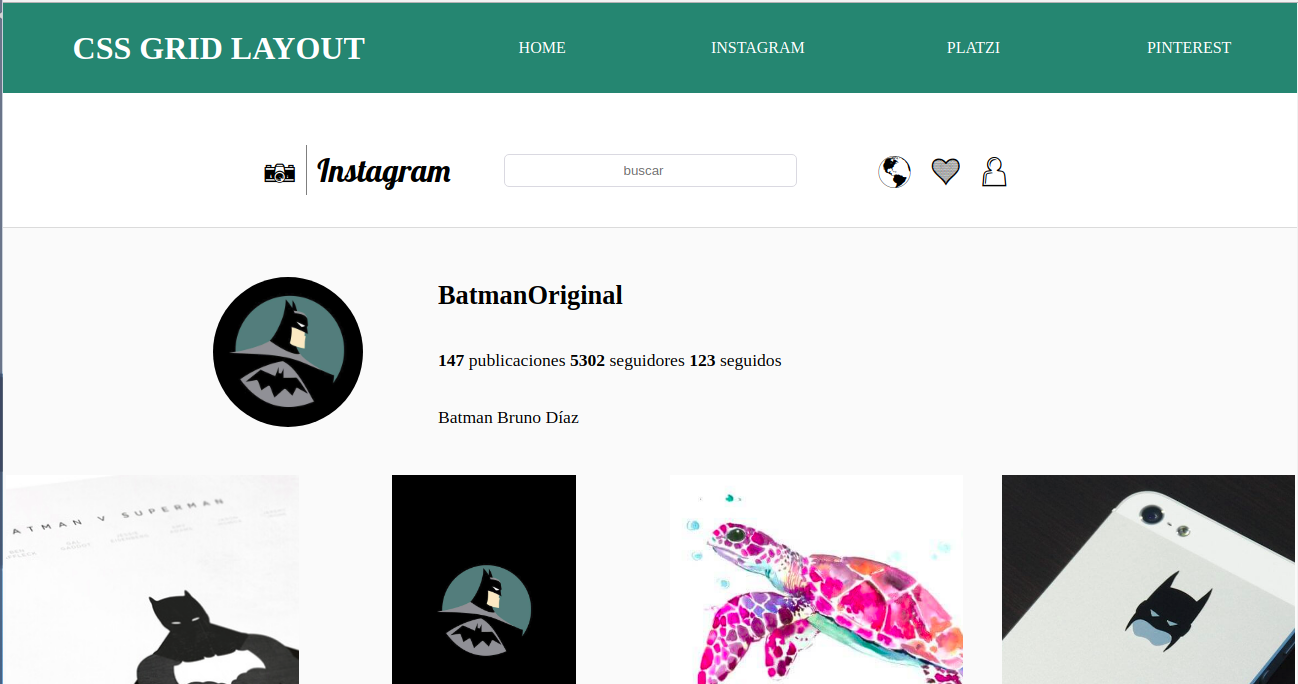 CSS GRID LAYOUT HOME INSTAGRAM PLATZI PINTEREST
Instagram buscar
BatmanOriginal
147 publicaciones 5302 seguidores 123 seguidos
Batman Bruno Díaz
ATMAN V SUPERMAN